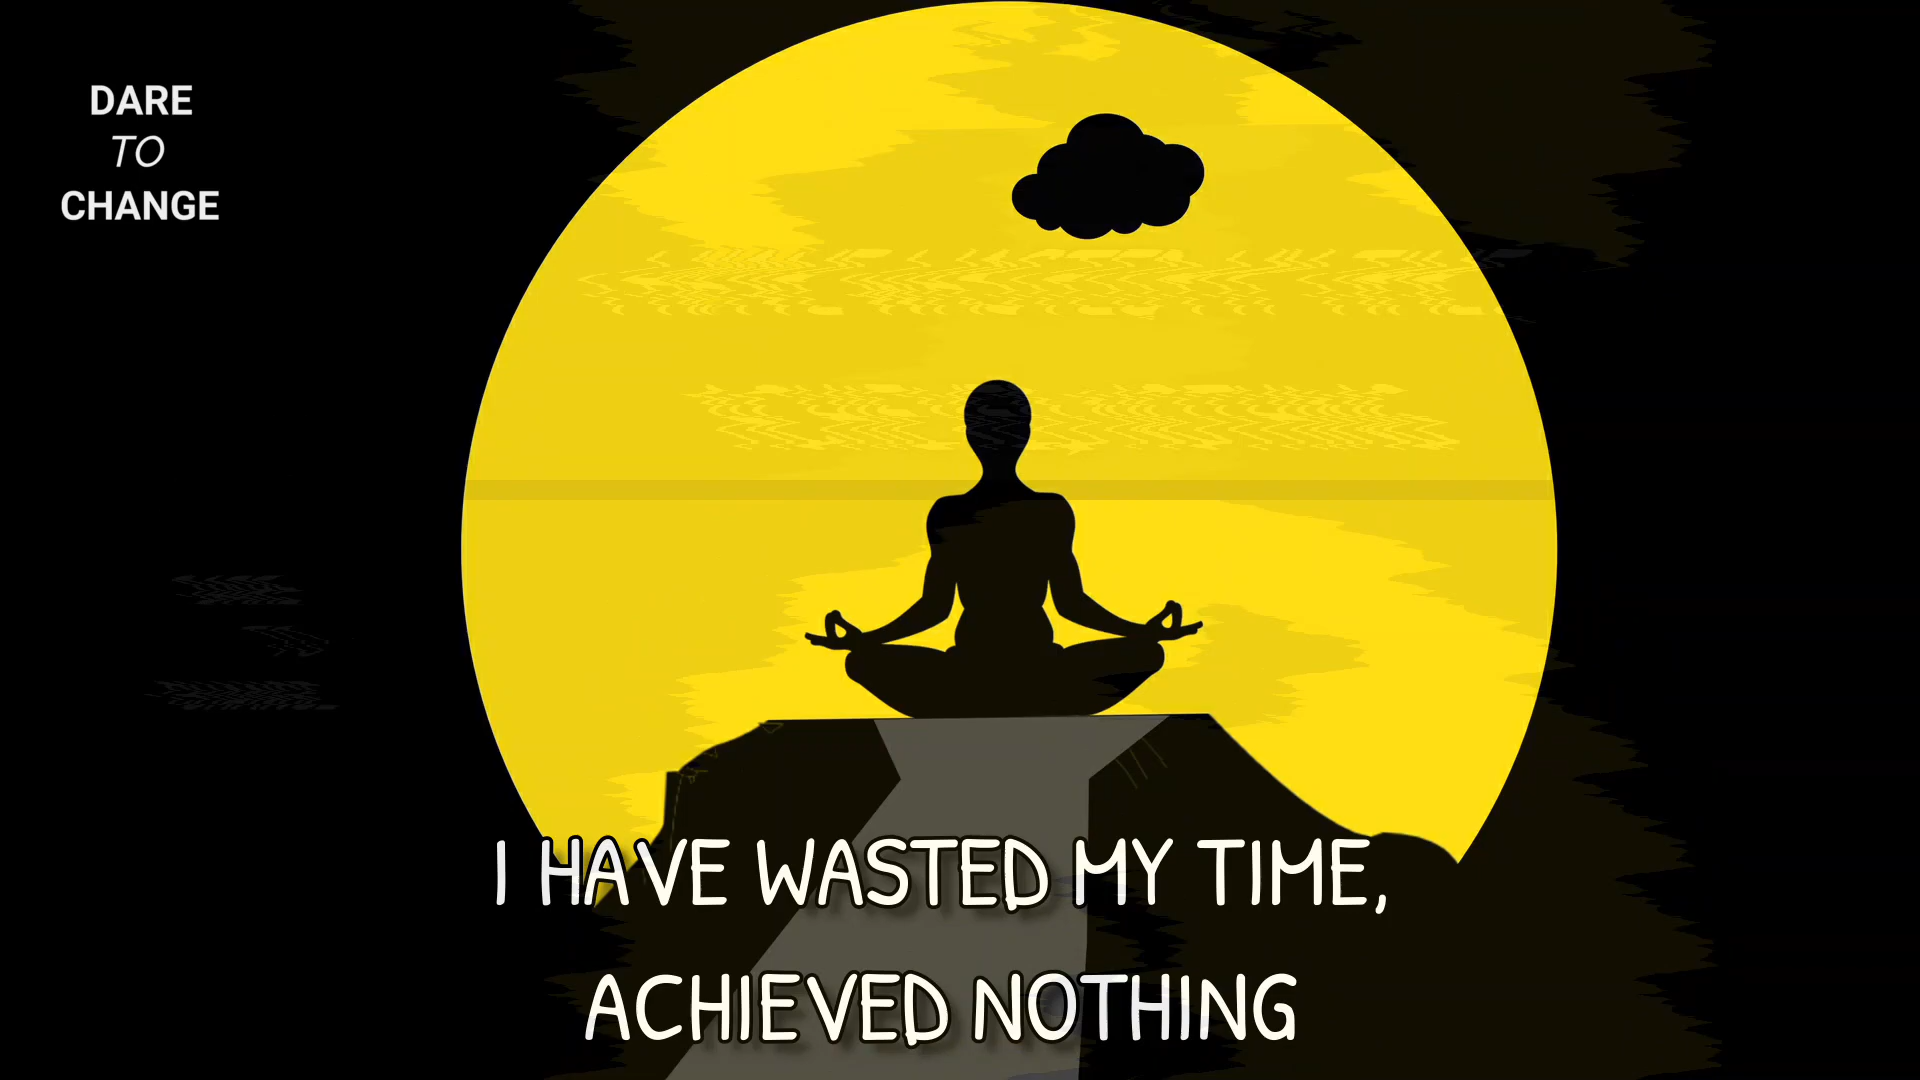 DARE
TO
CHANGE
I HAVE WASTED MY TIME,
ACHIEVED NOTHING